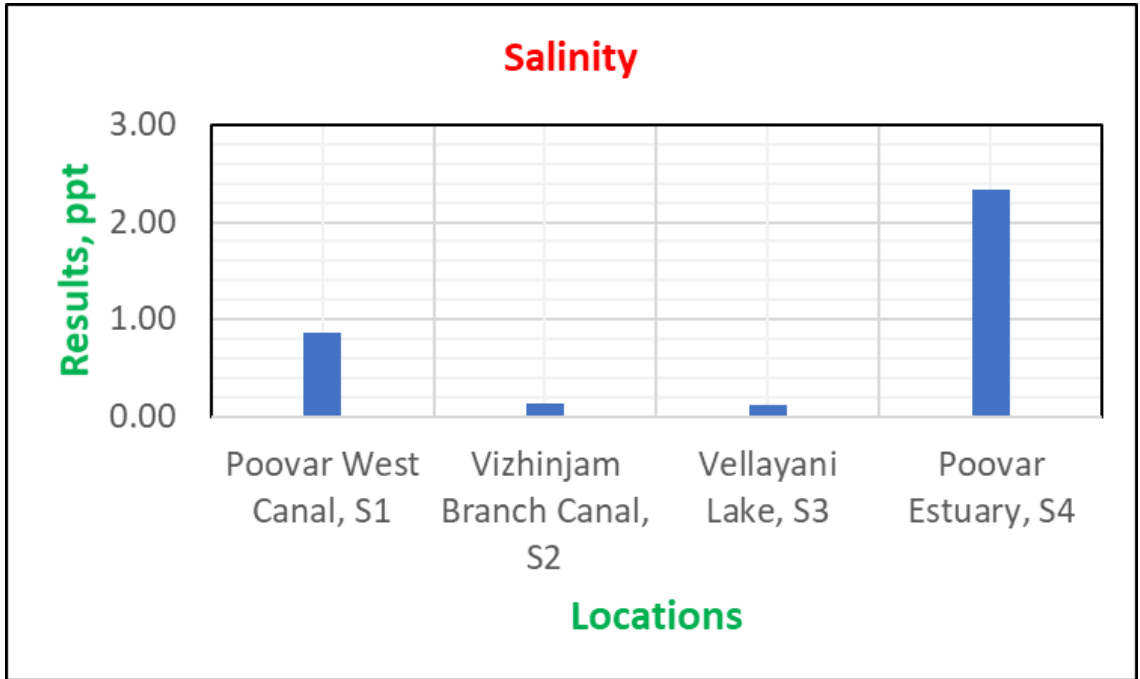 Salinity
Results, ppt
3.00
2.00
1.00
0.00
Poovar West
Canal, S1
Vizhinjam
Branch Canal,
S2
Vellayani
Lake, S3
Poovar
Estuary, S4
Locations